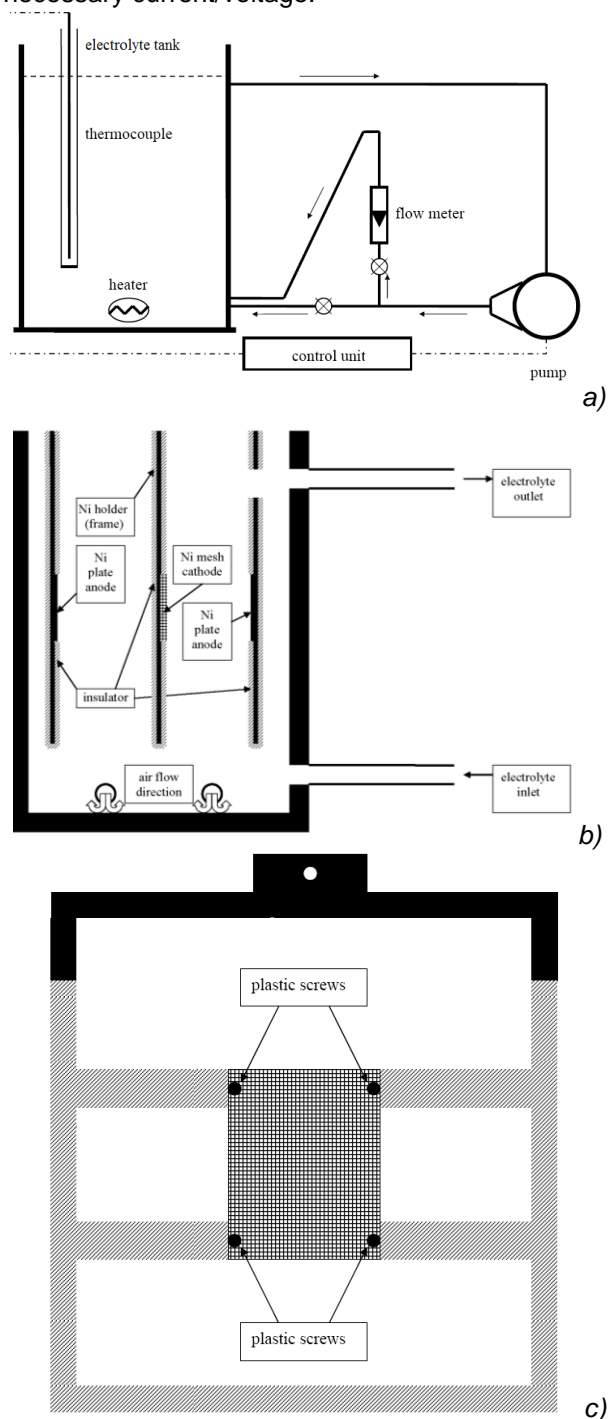 necessary current/voltage.
electrolyte tank
thermocouple
flow meter
heater
control unit
pump
a)
electrolyte
outlet
Ni holder
(frame)
Ni
plate
anode
Ni mesh
cathode
Ni
plate
anode
insulator
air flow
direction
electrolyte
inlet
b)
plastic screws
plastic screws
c)